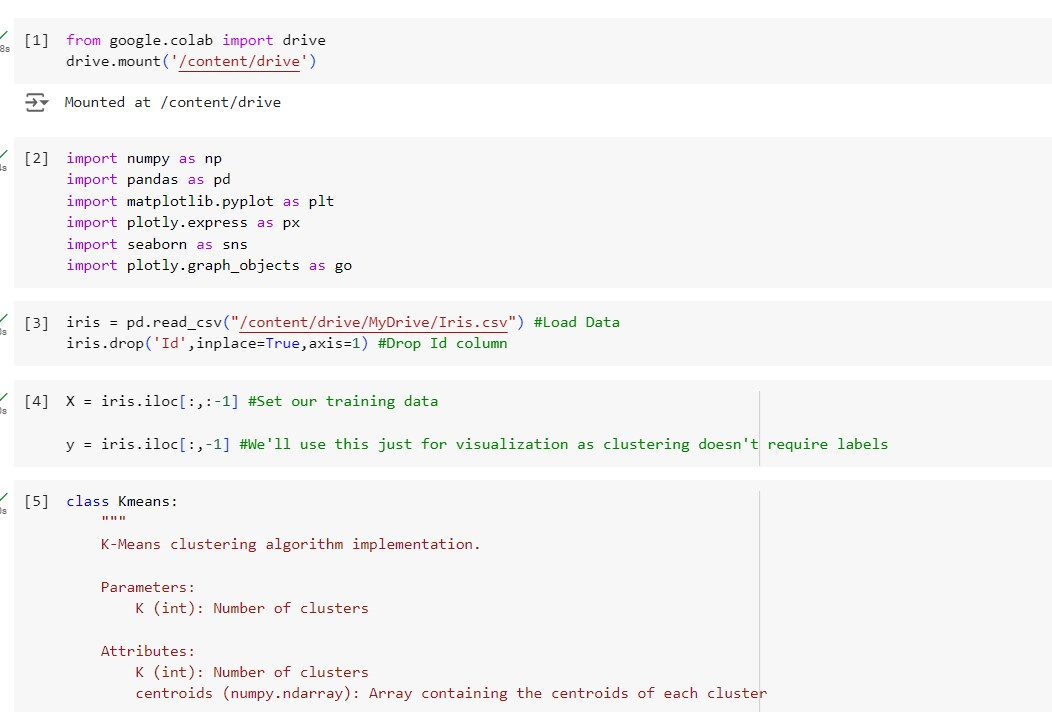 [1] from google.colab import drive
drive.mount('/content/drive')
Mounted at /content/drive
[2] import numpy as np
import pandas as pd
import matplotlib.pyplot as plt
import plotly.express as px
import seaborn as sns
import plotly.graph_objects as go
[3] iris = pd.read_csv("/content/drive/MyDrive/Iris.csv") #Load Data
iris.drop('Id',inplace=True,axis=1) #Drop Id column
[4] X = iris.iloc[:,:-1] #Set our training data
y = iris.iloc[:,-1] #We'll use this just for visualization as clustering doesn't require labels
[5] class Kmeans:
"""
K-Means clustering algorithm implementation.
Parameters:
K (int): Number of clusters
Attributes:
K (int): Number of clusters
centroids (numpy.ndarray): Array containing the centroids of each cluster